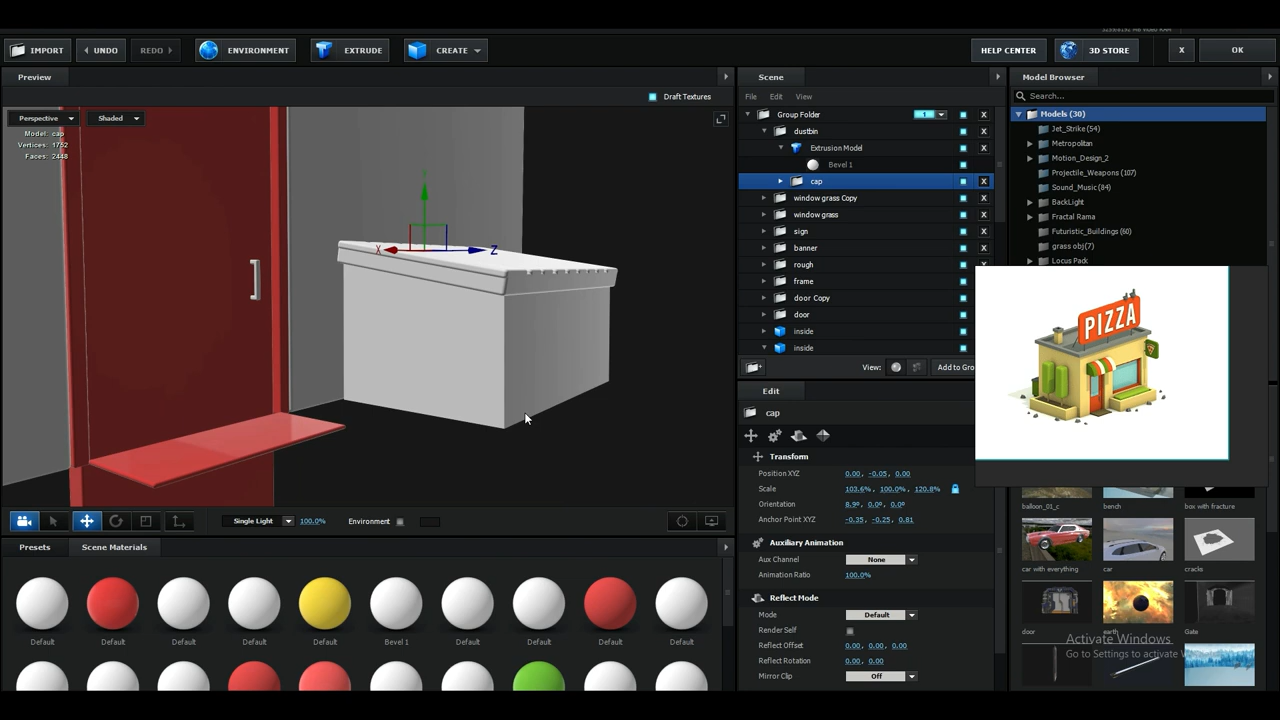 IMPORT
UNDO
REDO
ENVIRONMENT
EXTRUDE
CREATE
HELP CENTER
3D STORE
X
OK
Preview
Scene
Model Browser
Draft Textures
File
Edit
View
Search...
Perspective
Shaded
Model: cap
Vertices: 1752
Faces: 2448
X
Z
Group Folder
1
X
dustbin
Extrusion Model
X
Bevel 1
cap
X
window grass Copy
X
window grass
X
sign
X
banner
X
rough
X
frame
door Copy
door
inside
inside
View:
Add to Gro
Models (30)
Jet_Strike (54)
Metropolitan
Motion_Design_2
Projectile_Weapons (107)
Sound_Music (84)
BackLight
Fractal Rama
Futuristic_Buildings (60)
grass obj(7)
Locus Pack
PIZZA
Edit
cap
Transform
Position XYZ
0.00, -0.05, 0.00
Scale
103.6%, 100.0%, 120.8%
Orientation
8.9º, 0.0º, 0.0º
Anchor Point XYZ
-0.35, -0.25, 0.81
Auxiliary Animation
Aux Channel
None
Animation Ratio
100.0%
Reflect Mode
Mode
Default
Render Self
Reflect Offset
0.00, 0.00, 0.00
Reflect Rotation
0.00, 0.00
Mirror Clip
Off
Single Light
100.0%
Environment
Presets
Scene Materials
Default
Default
Default
Default
Default
Bevel 1
Default
Default
Default
Default
balloon_01_c
bench
box with fracture
car with everything
car
crackle
door
earth
Gate
Activate Windows
Go to Settings to activate W